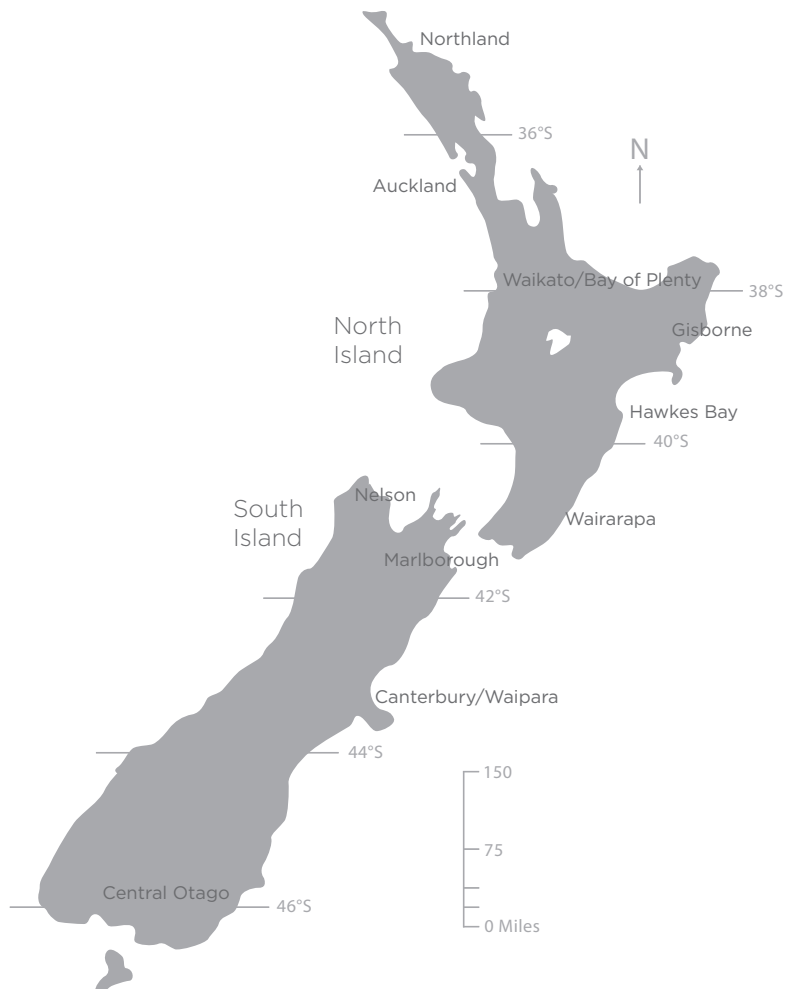 Northland
36°S
N
Auckland
Waikato/Bay of Plenty
38°S
North
Island
Gisborne
Hawkes Bay
40°S
Nelson
South
Island
Wairarapa
Marlborough
42°S
Canterbury/Waipara
44°S
150
75
Central Otago
46°S
0 Miles